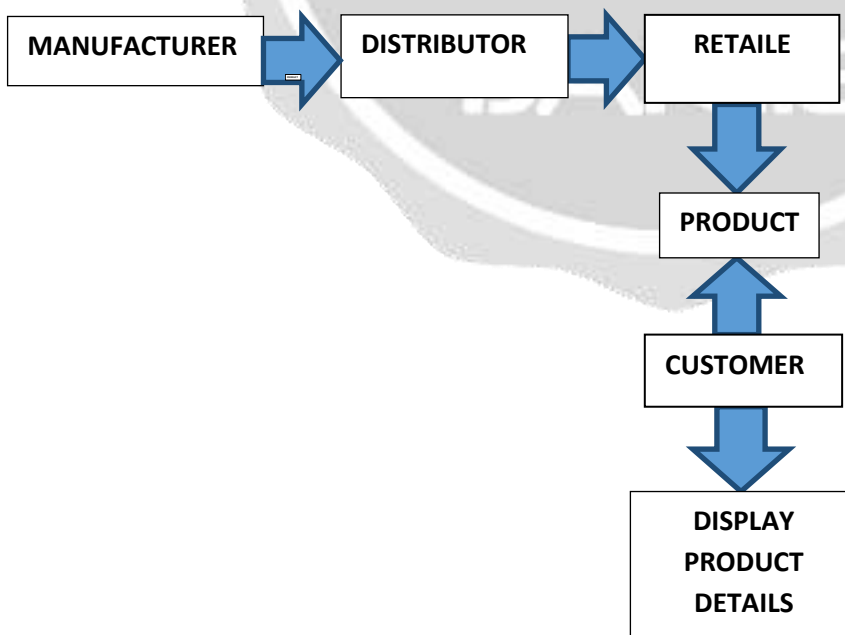 MANUFACTURER
DISTRIBUTOR
RETAILE
PRODUCT
CUSTOMER
DISPLAY
PRODUCT
DETAILS